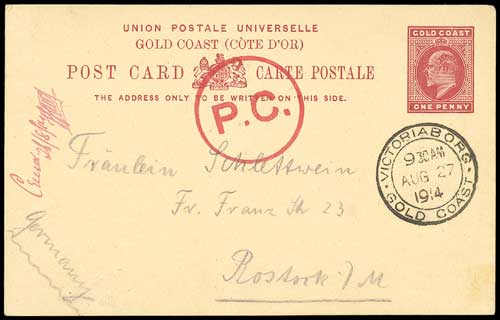 UNION POSTALE UNIVERSELLE
GOLD COAST (CÔTE D'OR)
POST CARD CARTE POSTALE
THE ADDRESS ONLY TO BE WRITTEN ON THIS SIDE.
GOLD COAST
ONE PENNY
P.C.
VICTORIABORG
9 30 AM
AUG 27
1914
GOLD COAST
Fräulein Schlettwein
Fr. Franz Str 23
Rostock i/M
Germany